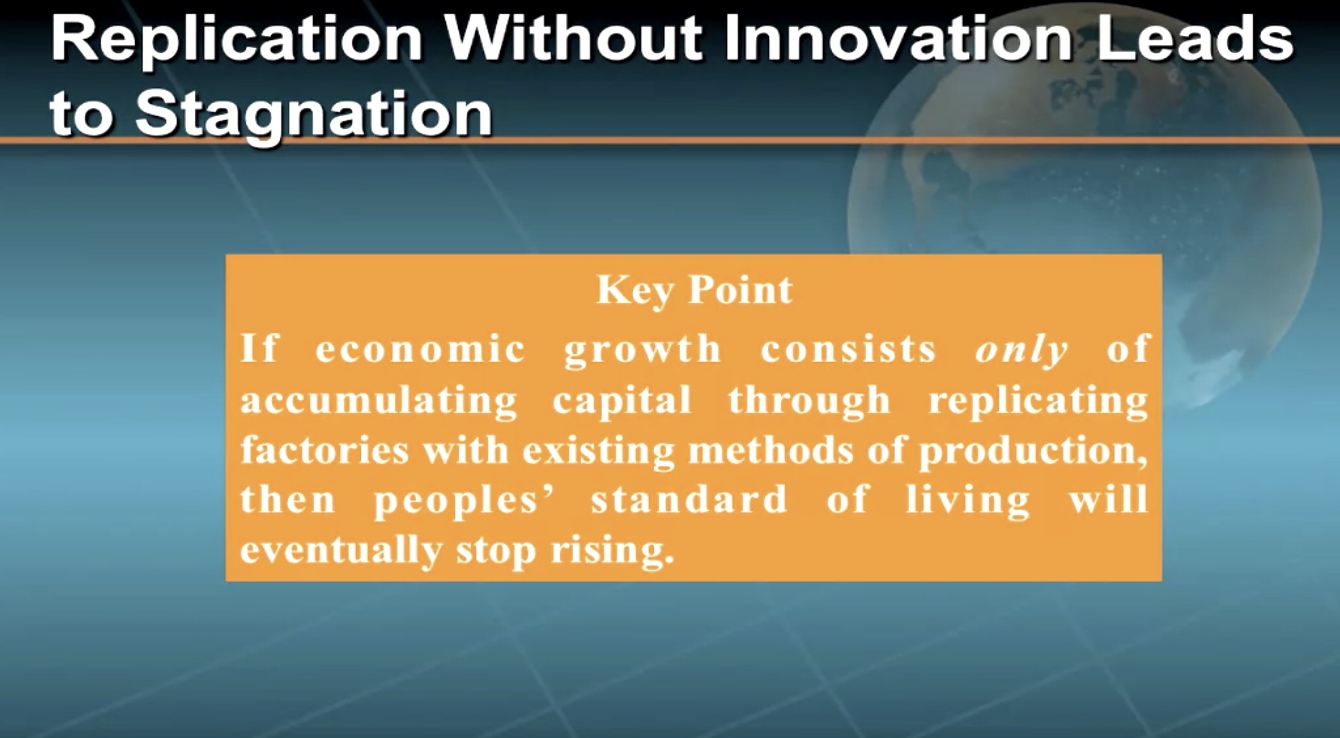 Replication Without Innovation Leads
to Stagnation
Key Point
If economic growth consists only of
accumulating capital through replicating
factories with existing methods of production,
then peoples’ standard of living will
eventually stop rising.